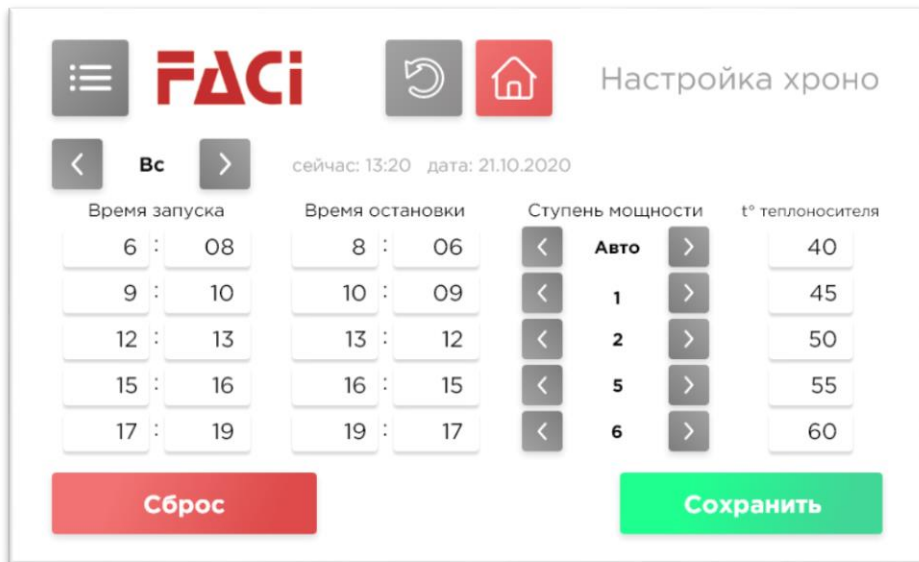 FACi Настройка хроно
Вс сейчас: 13:20 дата: 21.10.2020
Время запуска Время остановки Ступень мощности t° теплоносителя
6 : 08 8 : 06 Авто 40
9 : 10 10 : 09 1 45
12 : 13 13 : 12 2 50
15 : 16 16 : 15 5 55
17 : 19 19 : 17 6 60
Сброс Сохранить